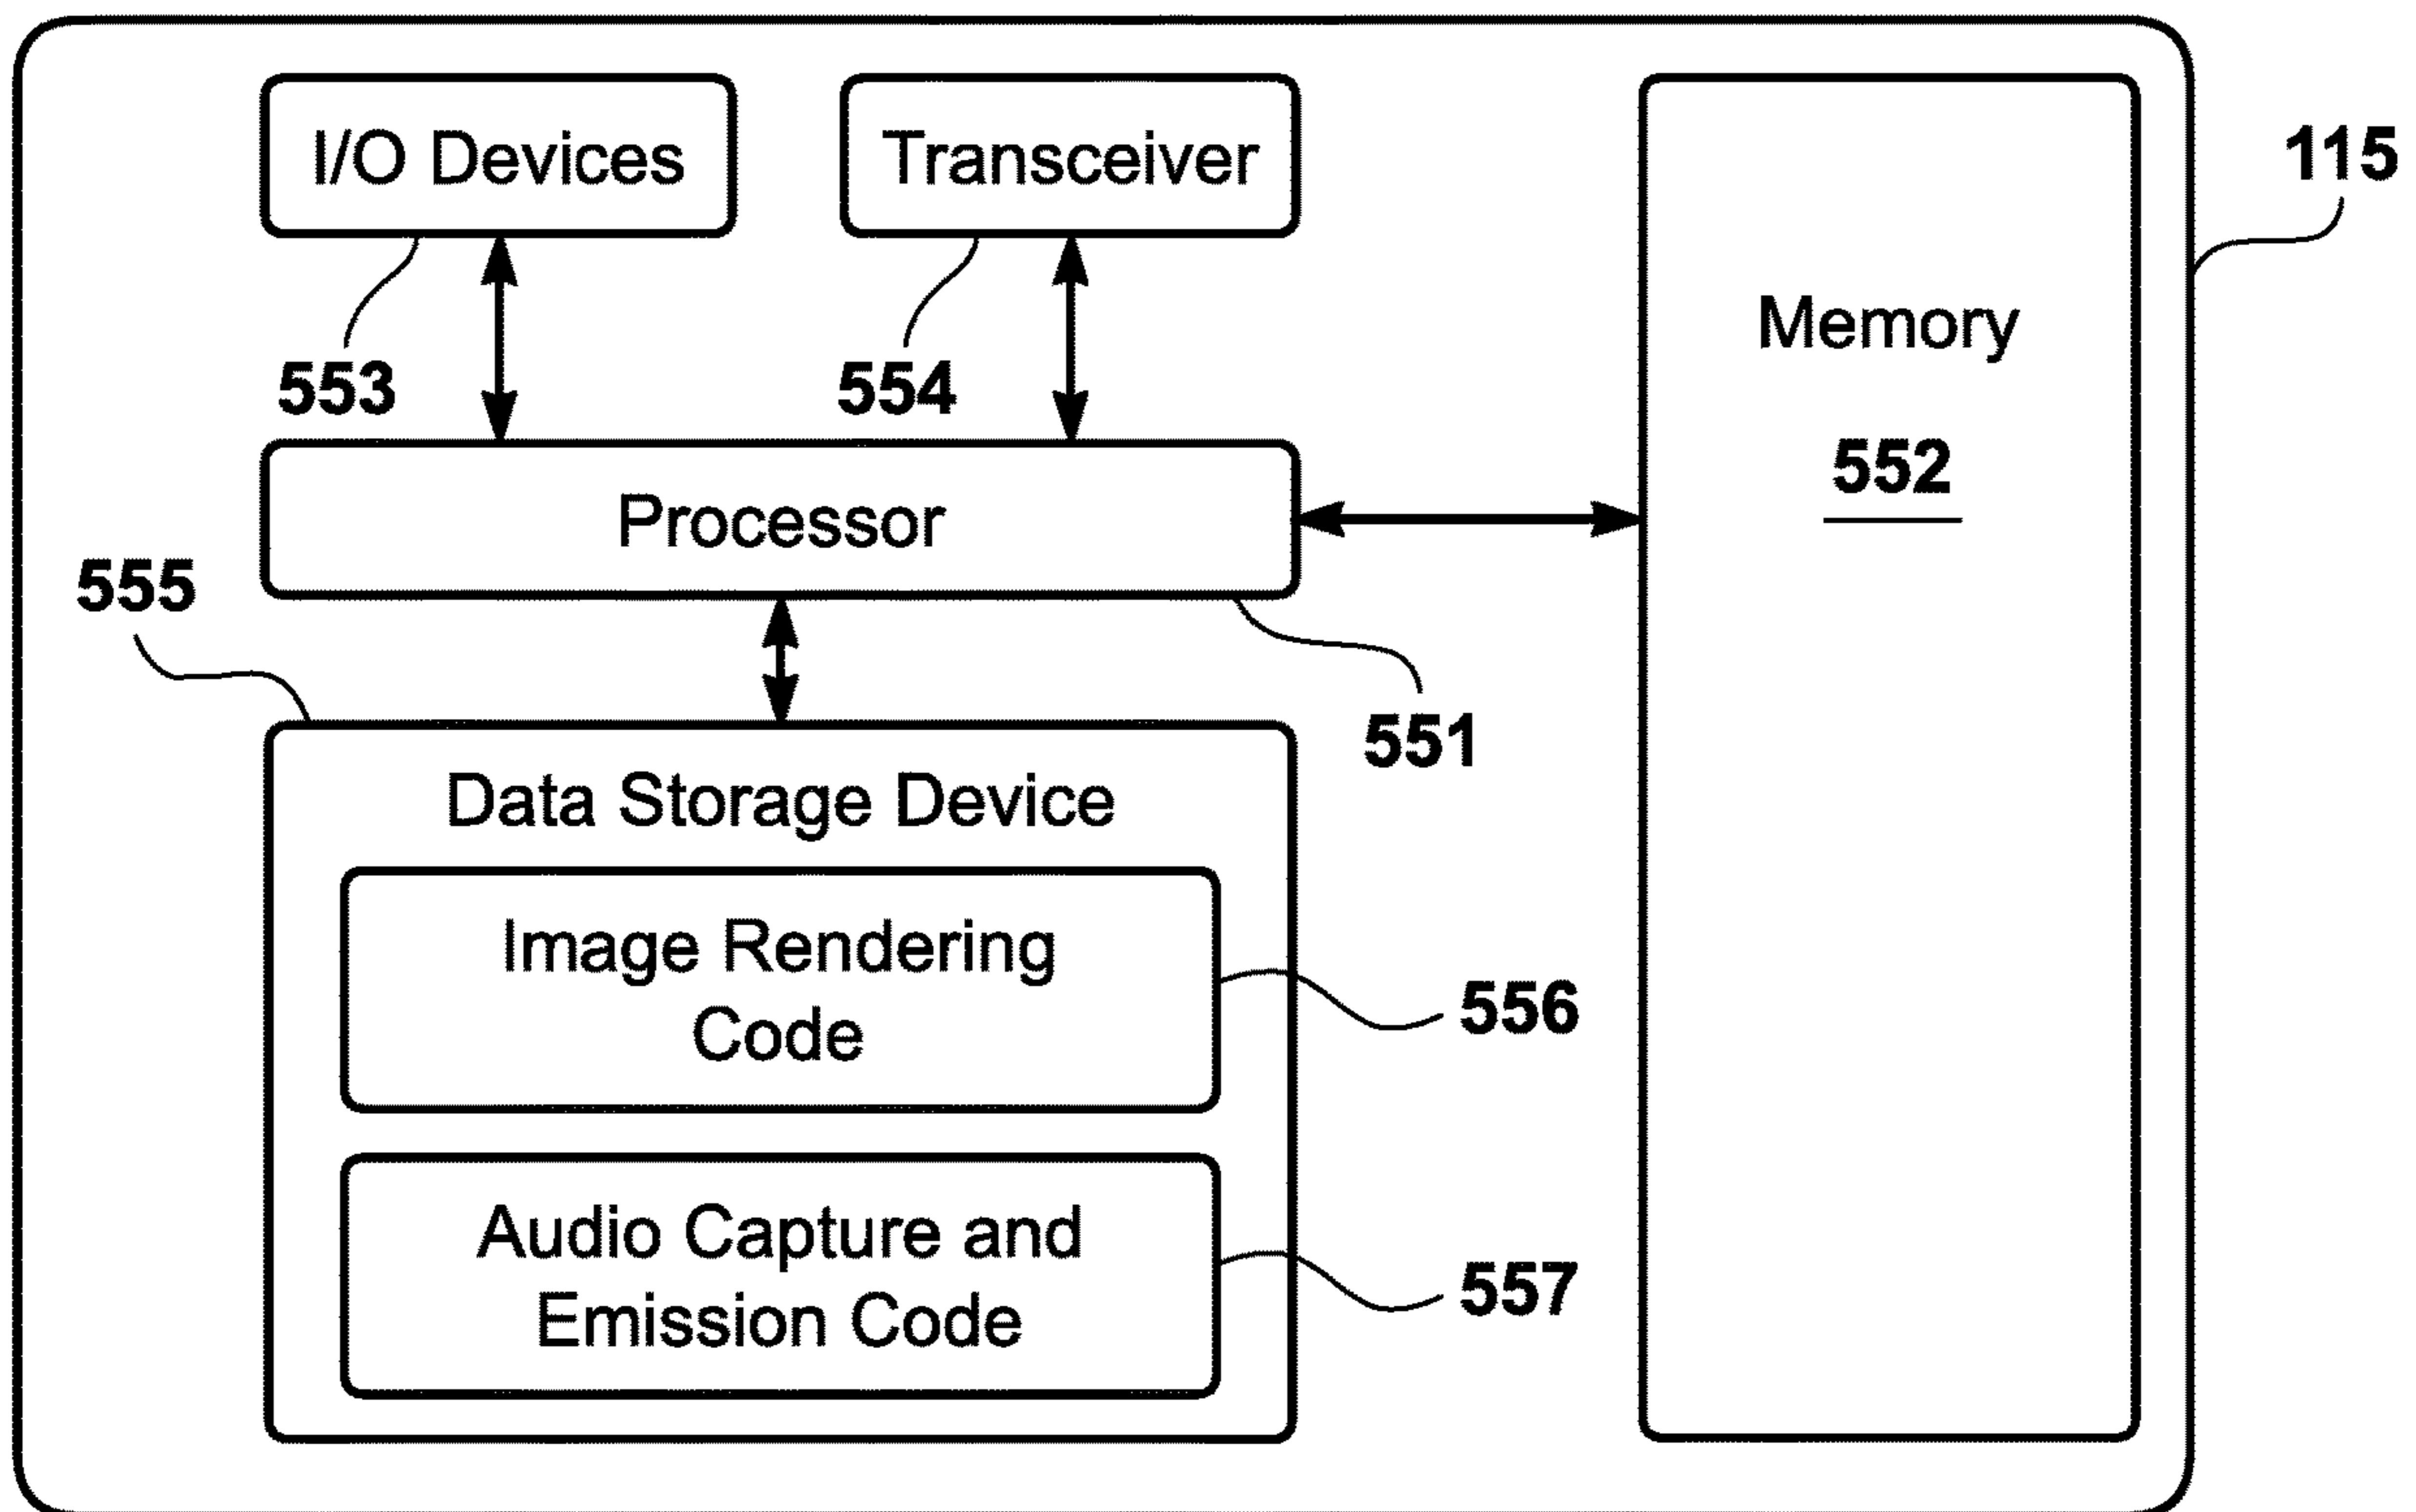 I/O Devices
Transceiver
115
Memory
553
554
552
Processor
555
551
Data Storage Device
Image Rendering
Code
556
Audio Capture and
Emission Code
557